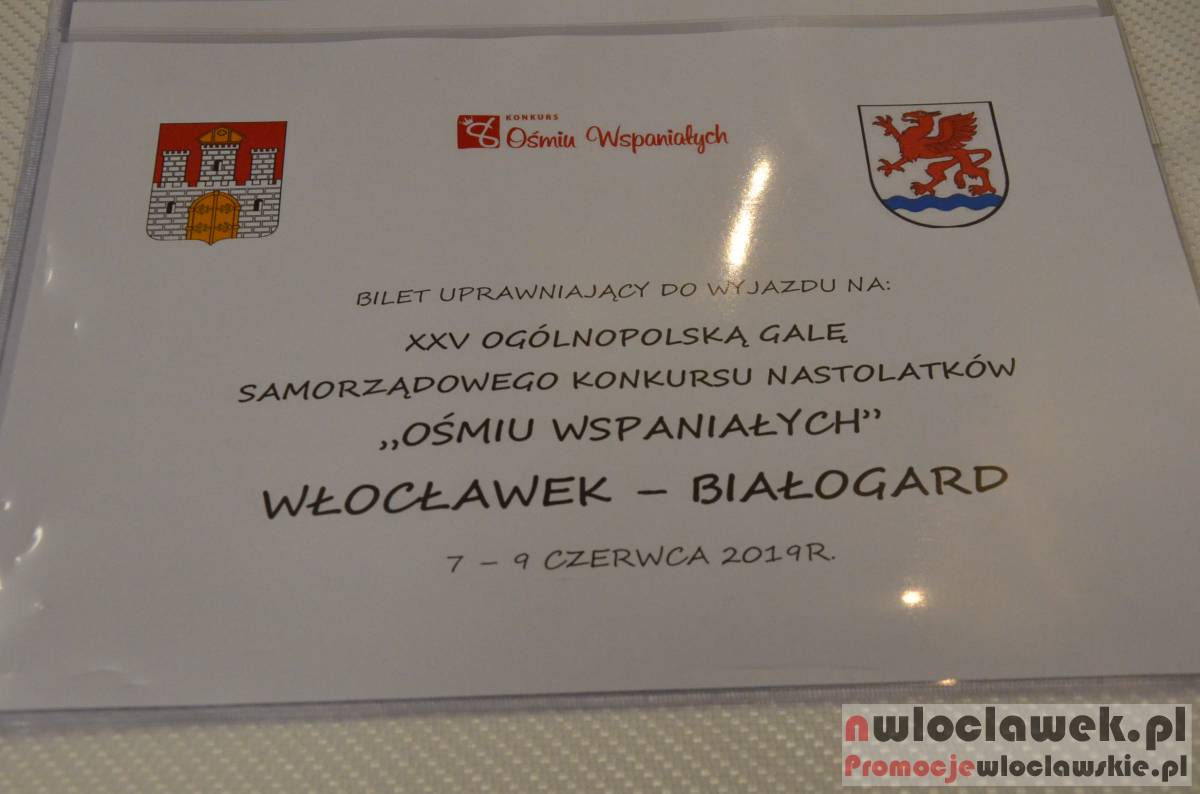 KONKURS
Ośmiu Wspaniałych
BILET UPRAWNIAJĄCY DO WYJAZDU NA:
XXV OGÓLNOPOLSKĄ GALĘ
SAMORZĄDOWEGO KONKURSU NASTOLATKÓW
„OŚMIU WSPANIAŁYCH”
WŁOCŁAWEK – BIAŁOGARD
7 – 9 CZERWCA 2019R.
nwloclawek.pl
Promocjewloclawskie.pl